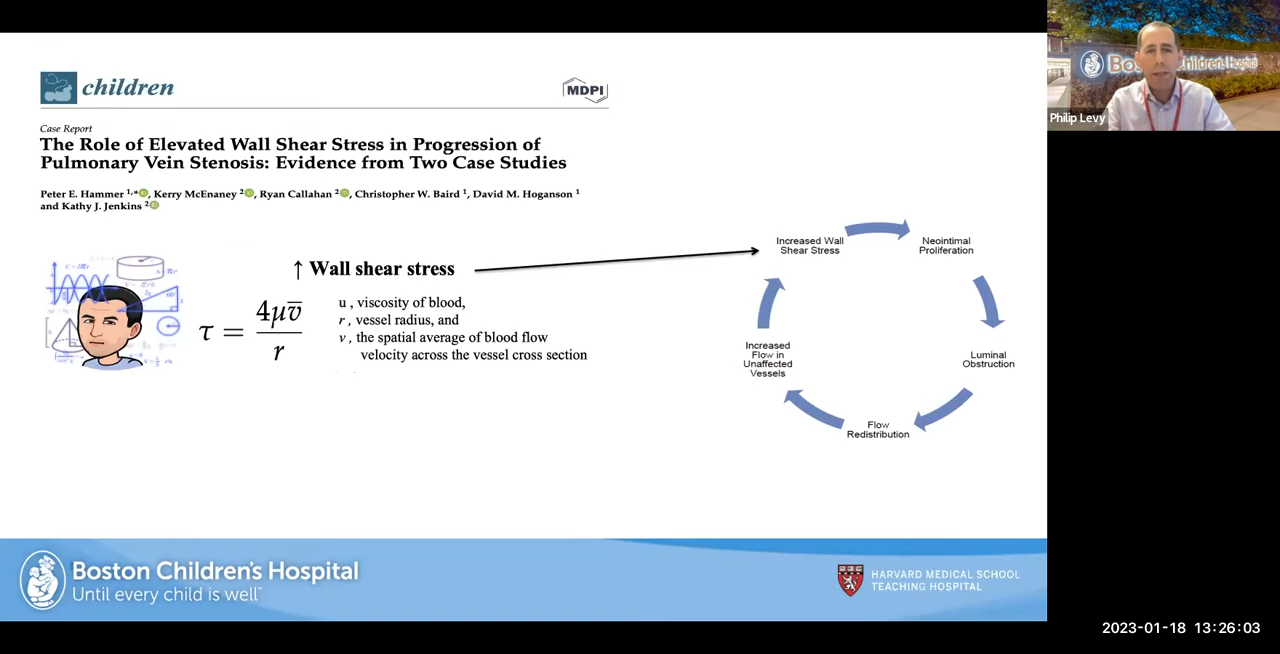 children
MDPI
Case Report
The Role of Elevated Wall Shear Stress in Progression of
Pulmonary Vein Stenosis: Evidence from Two Case Studies
Peter E. Hammer 1,*, Kerry McEnaney 2, Ryan Callahan 2, Christopher W. Baird 1, David M. Hoganson 1
and Kathy J. Jenkins 2
↑ Wall shear stress
τ = 4μv̅ / r
u , viscosity of blood,
r , vessel radius, and
v , the spatial average of blood flow
velocity across the vessel cross section
Increased Wall
Shear Stress
Neointimal
Proliferation
Luminal
Obstruction
Flow
Redistribution
Increased
Flow in
Unaffected
Vessels
Boston Children's Hospital
Until every child is well™
HARVARD MEDICAL SCHOOL
TEACHING HOSPITAL
Boston Children's Hospital
Philip Levy
2023-01-18 13:26:03